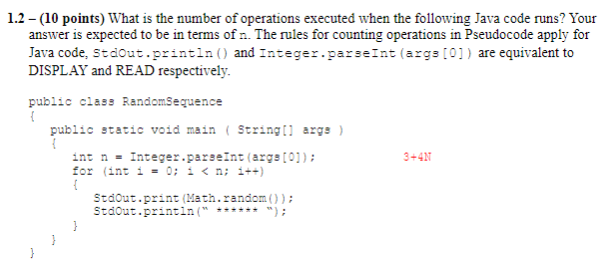 1.2 – (10 points) What is the number of operations executed when the following Java code runs? Your
answer is expected to be in terms of n. The rules for counting operations in Pseudocode apply for
Java code, StdOut.println() and Integer.parseInt(args[0]) are equivalent to
DISPLAY and READ respectively.
public class RandomSequence
{
public static void main ( String[] args )
{
int n = Integer.parseInt(args[0]); 3+4N
for (int i = 0; i < n; i++)
{
StdOut.print(Math.random());
StdOut.println(" ****** ");
}
}
}